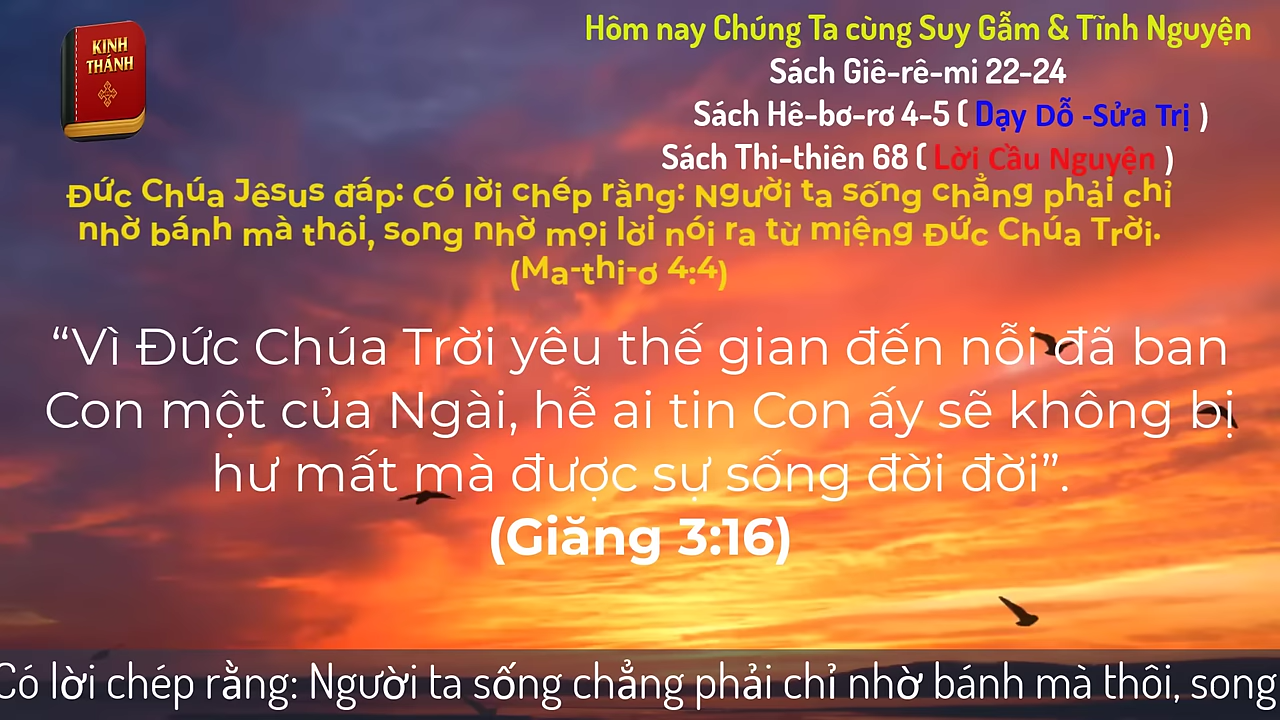 KINH
THÁNH
Hôm nay Chúng Ta cùng Suy Gẫm & Tĩnh Nguyện
Sách Giê-rê-mi 22-24
Sách Hê-bơ-rơ 4-5 ( Dạy Dỗ -Sửa Trị )
Sách Thi-thiên 68 ( Lời Cầu Nguyện )
Đức Chúa Jêsus đáp: Có lời chép rằng: Người ta sống chẳng phải chỉ
nhờ bánh mà thôi, song nhờ mọi lời nói ra từ miệng Đức Chúa Trời.
(Ma-thi-ơ 4:4)
“Vì Đức Chúa Trời yêu thế gian đến nỗi đã ban
Con một của Ngài, hễ ai tin Con ấy sẽ không bị
hư mất mà được sự sống đời đời”.
(Giăng 3:16)
Có lời chép rằng: Người ta sống chẳng phải chỉ nhờ bánh mà thôi, song